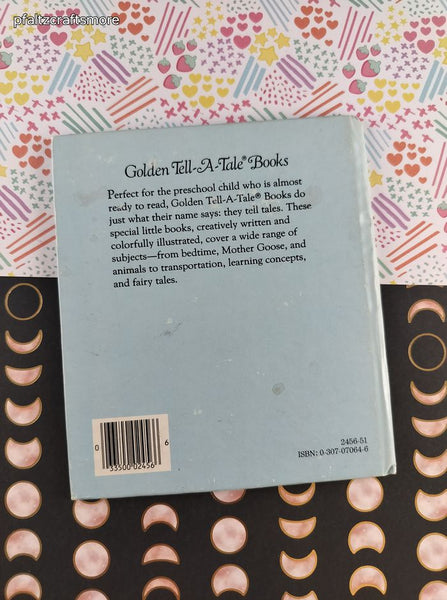 pfaltzcraftsmore
Golden Tell-A-Tale® Books
Perfect for the preschool child who is almost
ready to read, Golden Tell-A-Tale® Books do
just what their name says: they tell tales. These
special little books, creatively written and
colorfully illustrated, cover a wide range of
subjects—from bedtime, Mother Goose, and
animals to transportation, learning concepts,
and fairy tales.
0 33500 02456 6
2456-51
ISBN: 0-307-07064-6